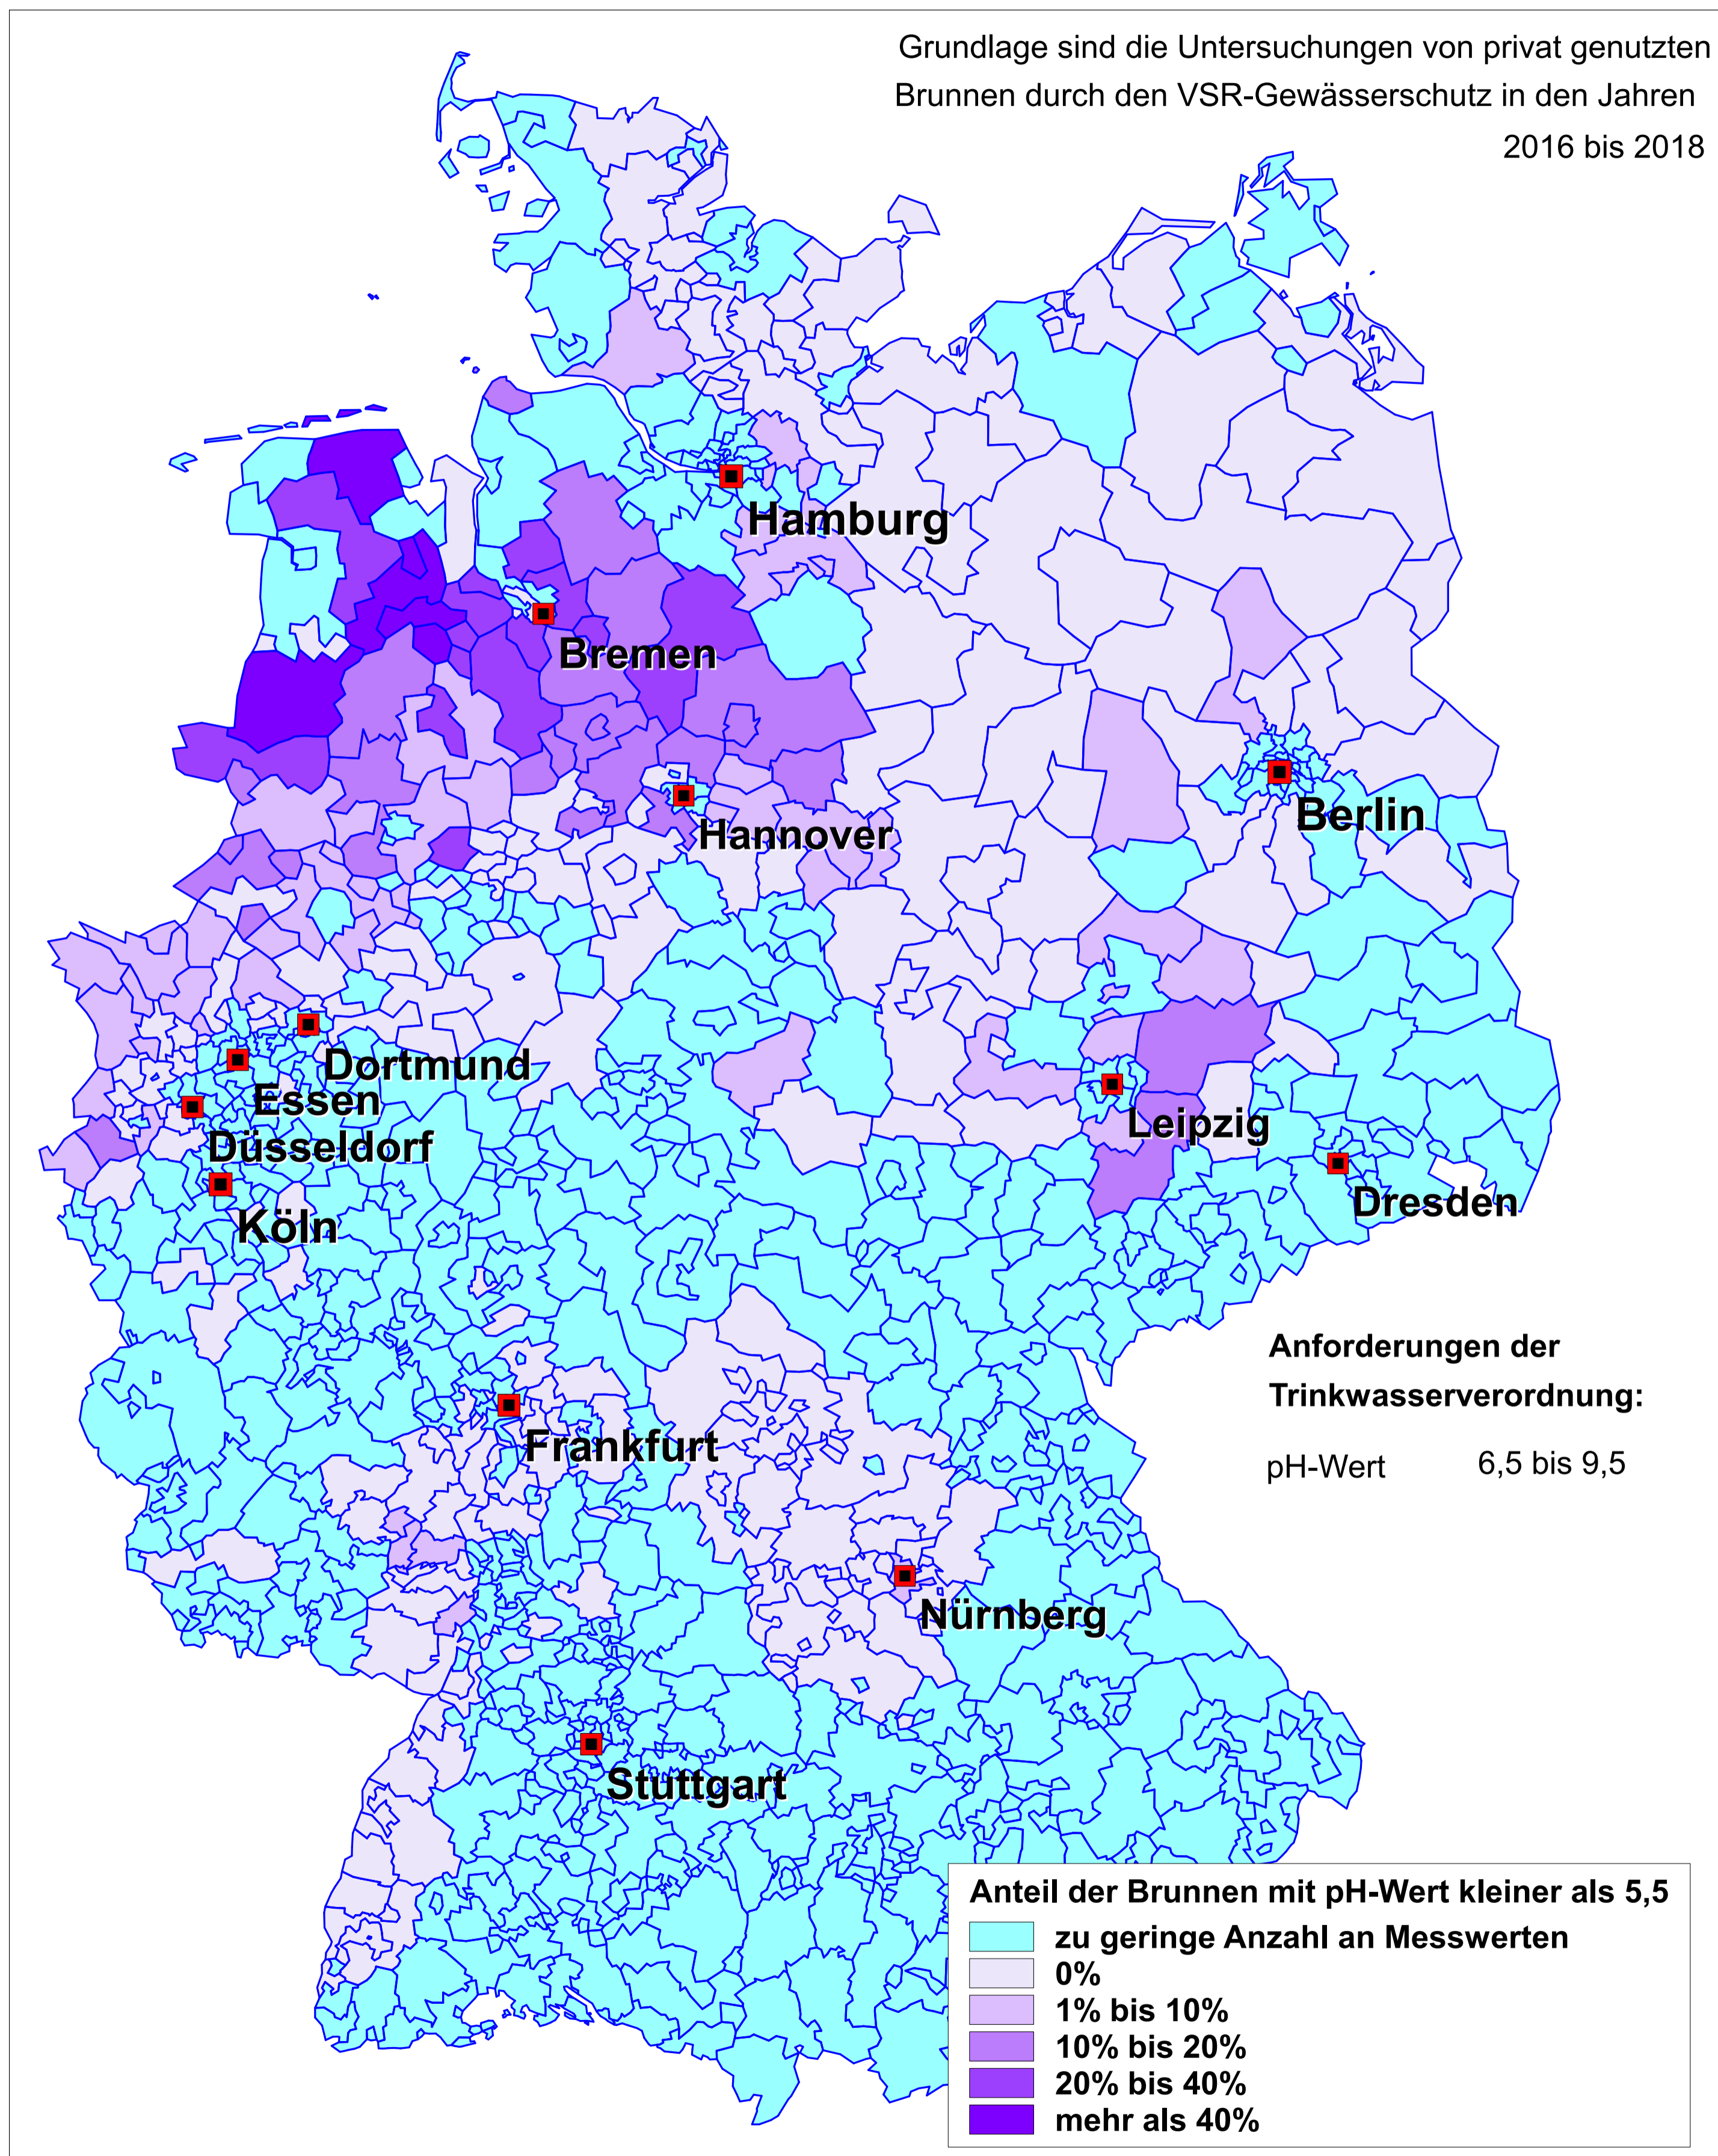 Grundlage sind die Untersuchungen von privat genutzten
Brunnen durch den VSR-Gewässerschutz in den Jahren
2016 bis 2018
Hamburg
Bremen
Berlin
Hannover
Dortmund
Essen
Leipzig
Düsseldorf
Dresden
Köln
Anforderungen der
Trinkwasserverordnung:
pH-Wert 6,5 bis 9,5
Frankfurt
Nürnberg
Stuttgart
Anteil der Brunnen mit pH-Wert kleiner als 5,5
zu geringe Anzahl an Messwerten
0%
1% bis 10%
10% bis 20%
20% bis 40%
mehr als 40%